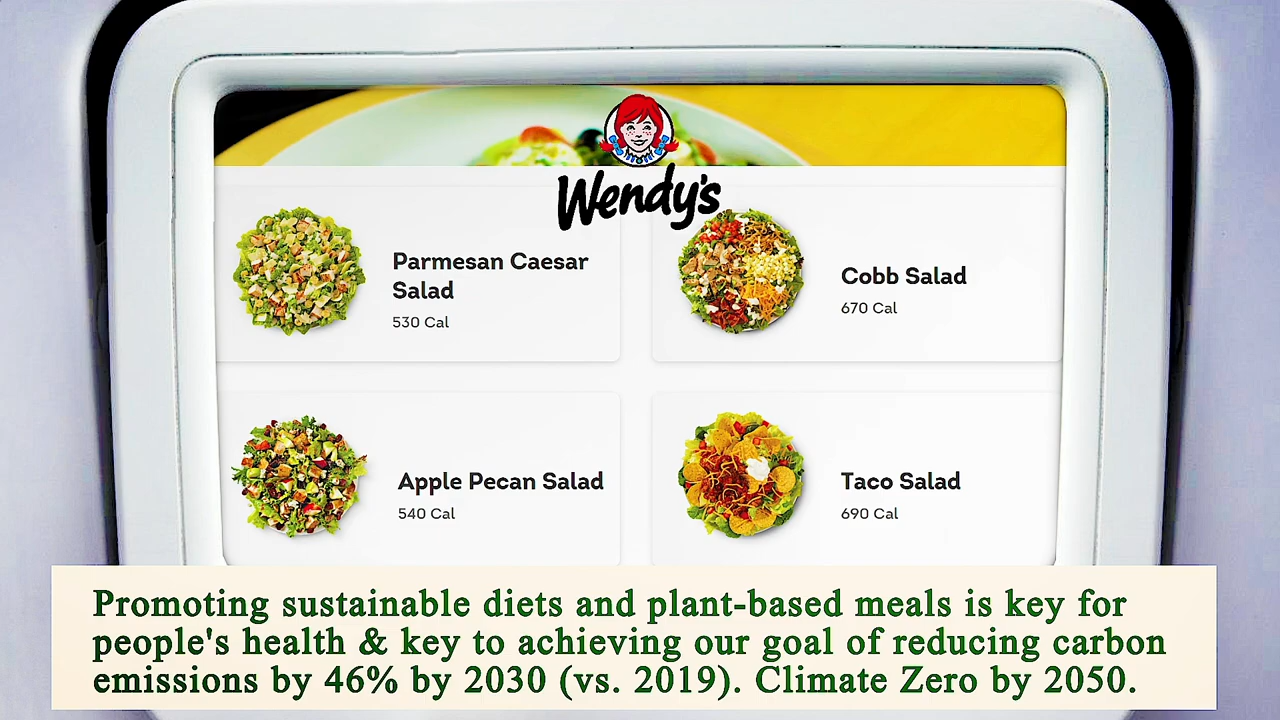 Wendy's
Parmesan Caesar
Salad
530 Cal
Cobb Salad
670 Cal
Apple Pecan Salad
540 Cal
Taco Salad
690 Cal
Promoting sustainable diets and plant-based meals is key for
people's health & key to achieving our goal of reducing carbon
emissions by 46% by 2030 (vs. 2019). Climate Zero by 2050.